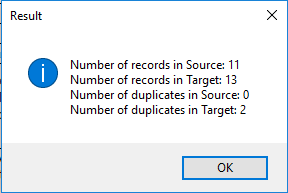 Result
Number of records in Source: 11
Number of records in Target: 13
Number of duplicates in Source: 0
Number of duplicates in Target: 2
OK